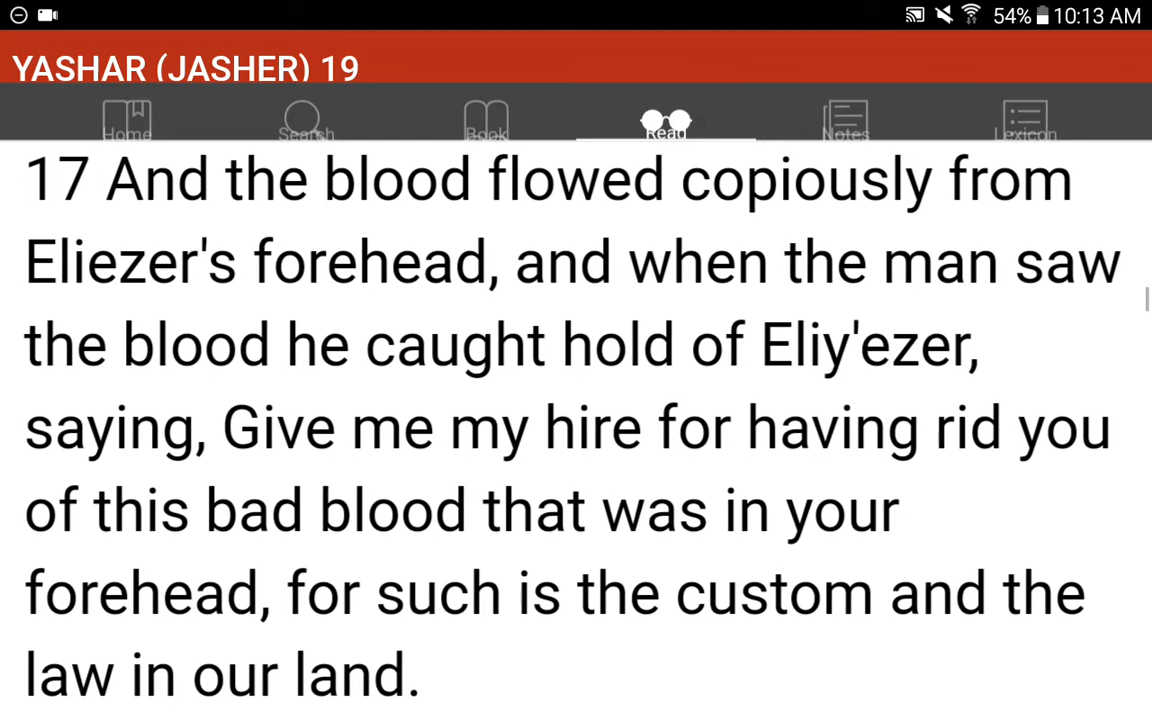 54% 10:13 AM
YASHAR (JASHER) 19
Home Search Book Read Notes Lexicon
17 And the blood flowed copiously from
Eliezer's forehead, and when the man saw
the blood he caught hold of Eliy'ezer,
saying, Give me my hire for having rid you
of this bad blood that was in your
forehead, for such is the custom and the
law in our land.